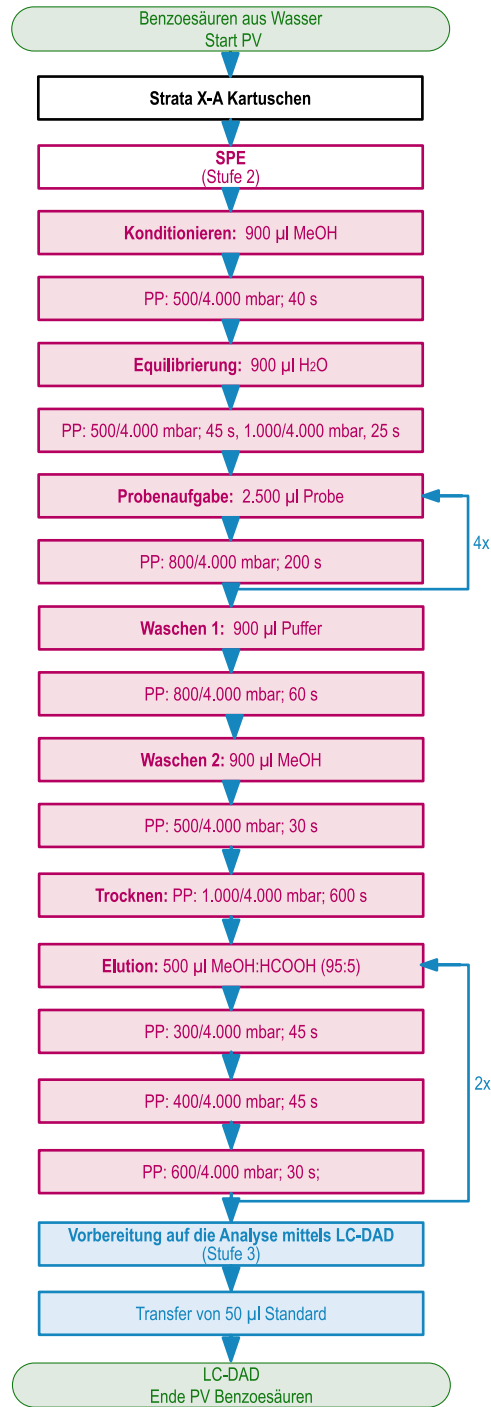 Benzoesäuren aus Wasser
Start PV
Strata X-A Kartuschen
SPE
(Stufe 2)
Konditionieren: 900 µl MeOH
PP: 500/4.000 mbar; 40 s
Equilibrierung: 900 µl H₂O
PP: 500/4.000 mbar; 45 s, 1.000/4.000 mbar, 25 s
Probenaufgabe: 2.500 µl Probe
4x
PP: 800/4.000 mbar; 200 s
Waschen 1: 900 µl Puffer
PP: 800/4.000 mbar; 60 s
Waschen 2: 900 µl MeOH
PP: 500/4.000 mbar; 30 s
Trocknen: PP: 1.000/4.000 mbar; 600 s
Elution: 500 µl MeOH:HCOOH (95:5)
PP: 300/4.000 mbar; 45 s
2x
PP: 400/4.000 mbar; 45 s
PP: 600/4.000 mbar; 30 s;
Vorbereitung auf die Analyse mittels LC-DAD
(Stufe 3)
Transfer von 50 µl Standard
LC-DAD
Ende PV Benzoesäuren